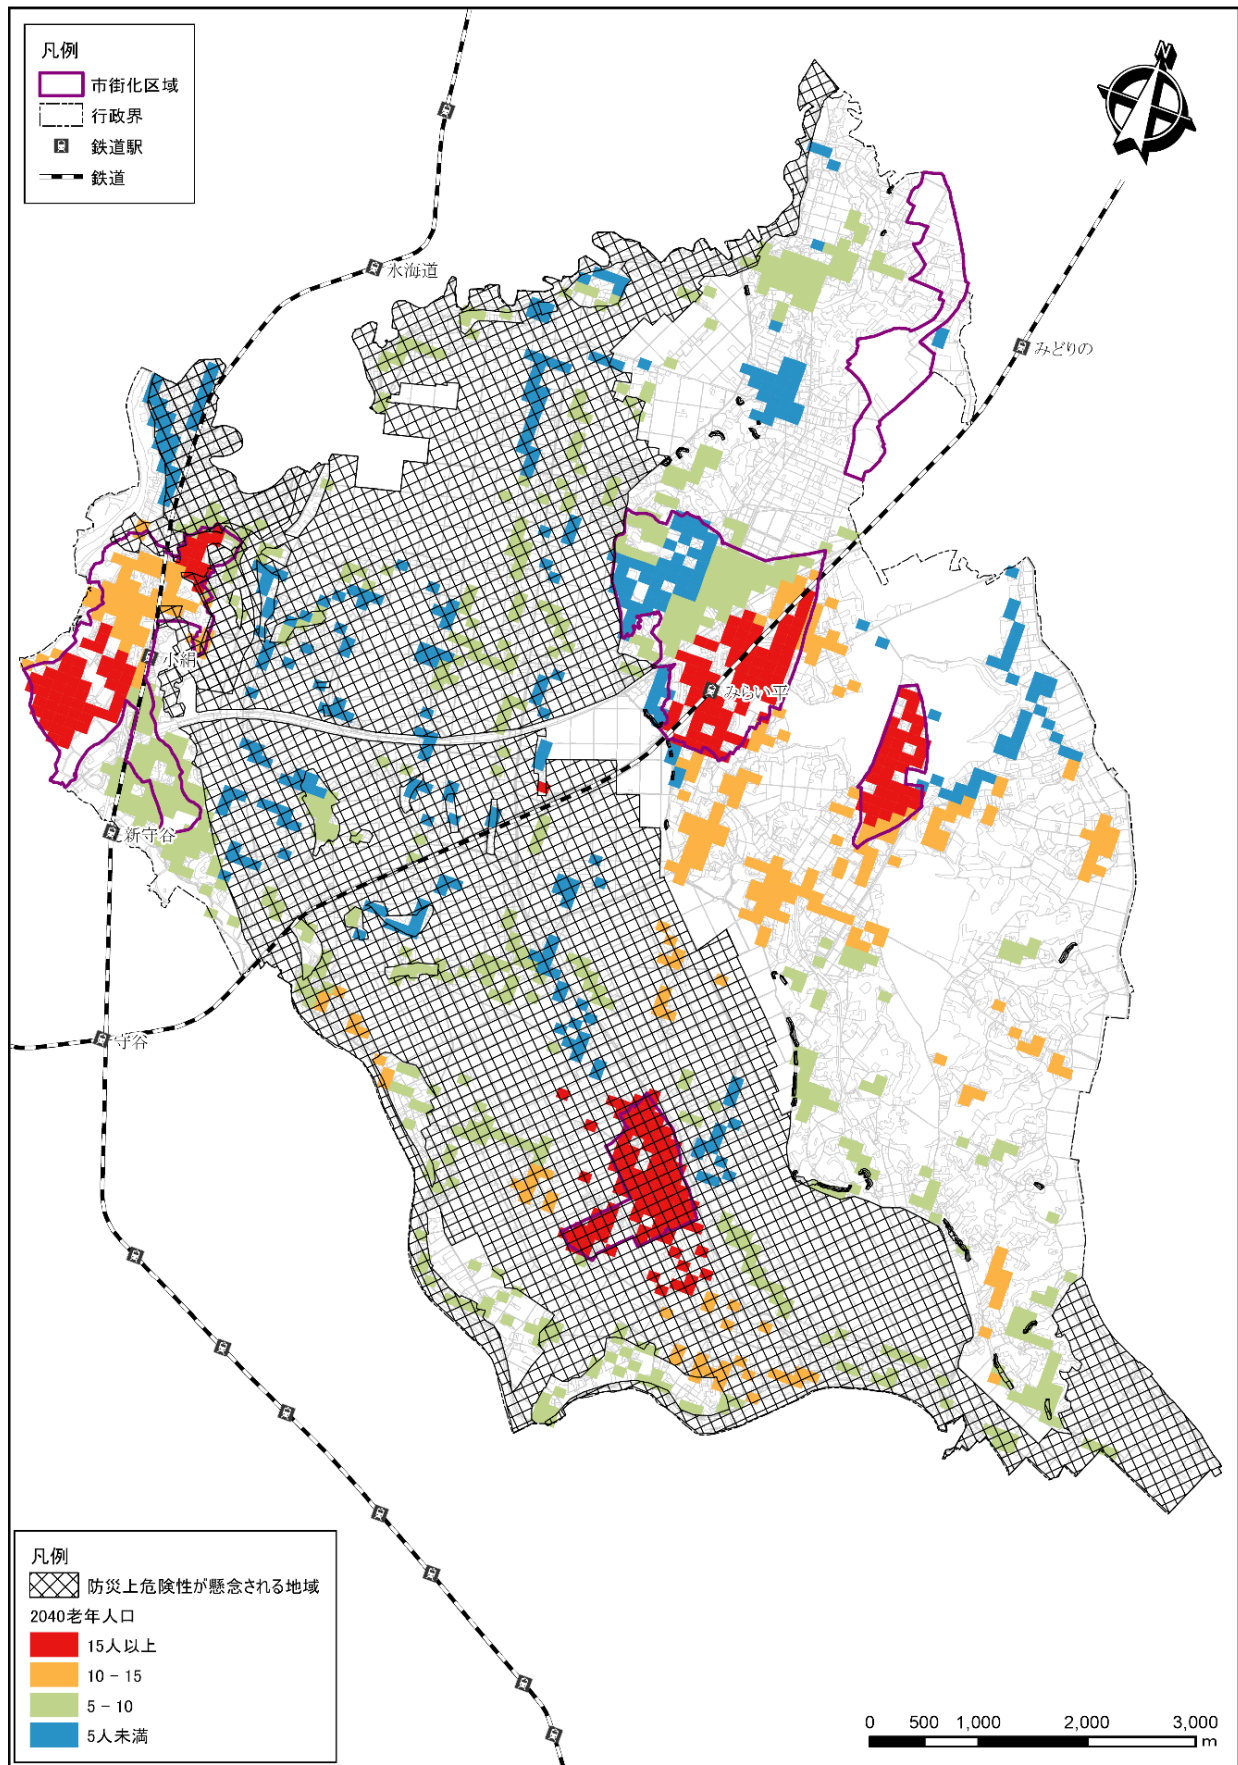 凡例
市街化区域
行政界
鉄道駅
鉄道
N
水海道
みどりの
小絹
みらい平
新守谷
守谷
凡例
防災上危険性が懸念される地域
2040老年人口
15人以上
10 - 15
5 - 10
5人未満
0 500 1,000 2,000 3,000
m